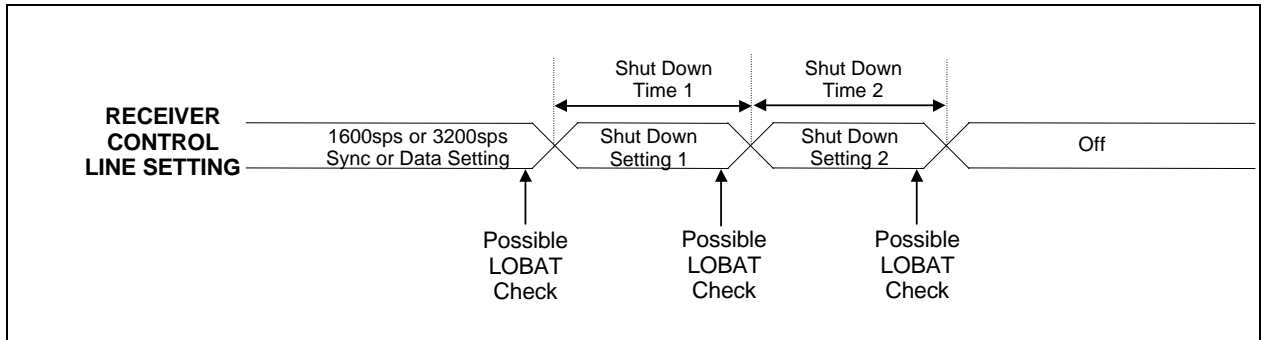 Shut Down
Time 1
Shut Down
Time 2
RECEIVER
CONTROL
LINE SETTING
1600sps or 3200sps
Sync or Data Setting
Shut Down
Setting 1
Shut Down
Setting 2
Off
Possible
LOBAT
Check
Possible
LOBAT
Check
Possible
LOBAT
Check